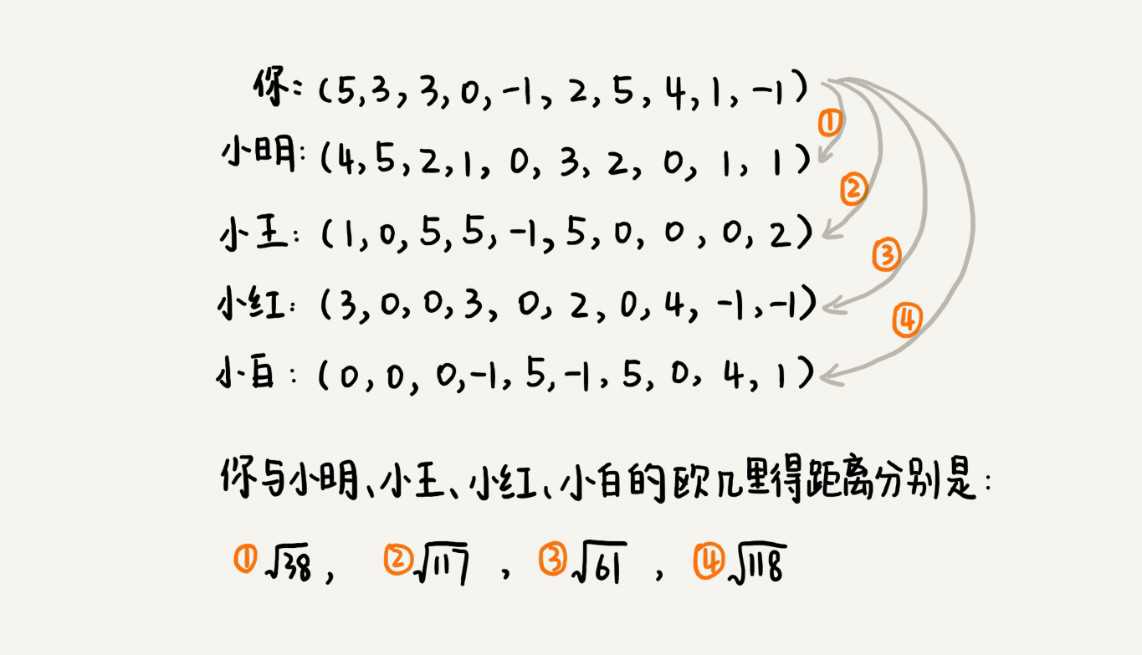 你:(5,3,3,0,-1,2,5,4,1,-1)
小明:(4,5,2,1,0,3,2,0,1,1)
①
小王:(1,0,5,5,-1,5,0,0,0,2)
②
小红:(3,0,0,3,0,2,0,4,-1,-1)
③
小白:(0,0,0,-1,5,-1,5,0,4,1)
④
你与小明、小王、小红、小白的欧几里得距离分别是:
①√38, ②√117, ③√61, ④√118